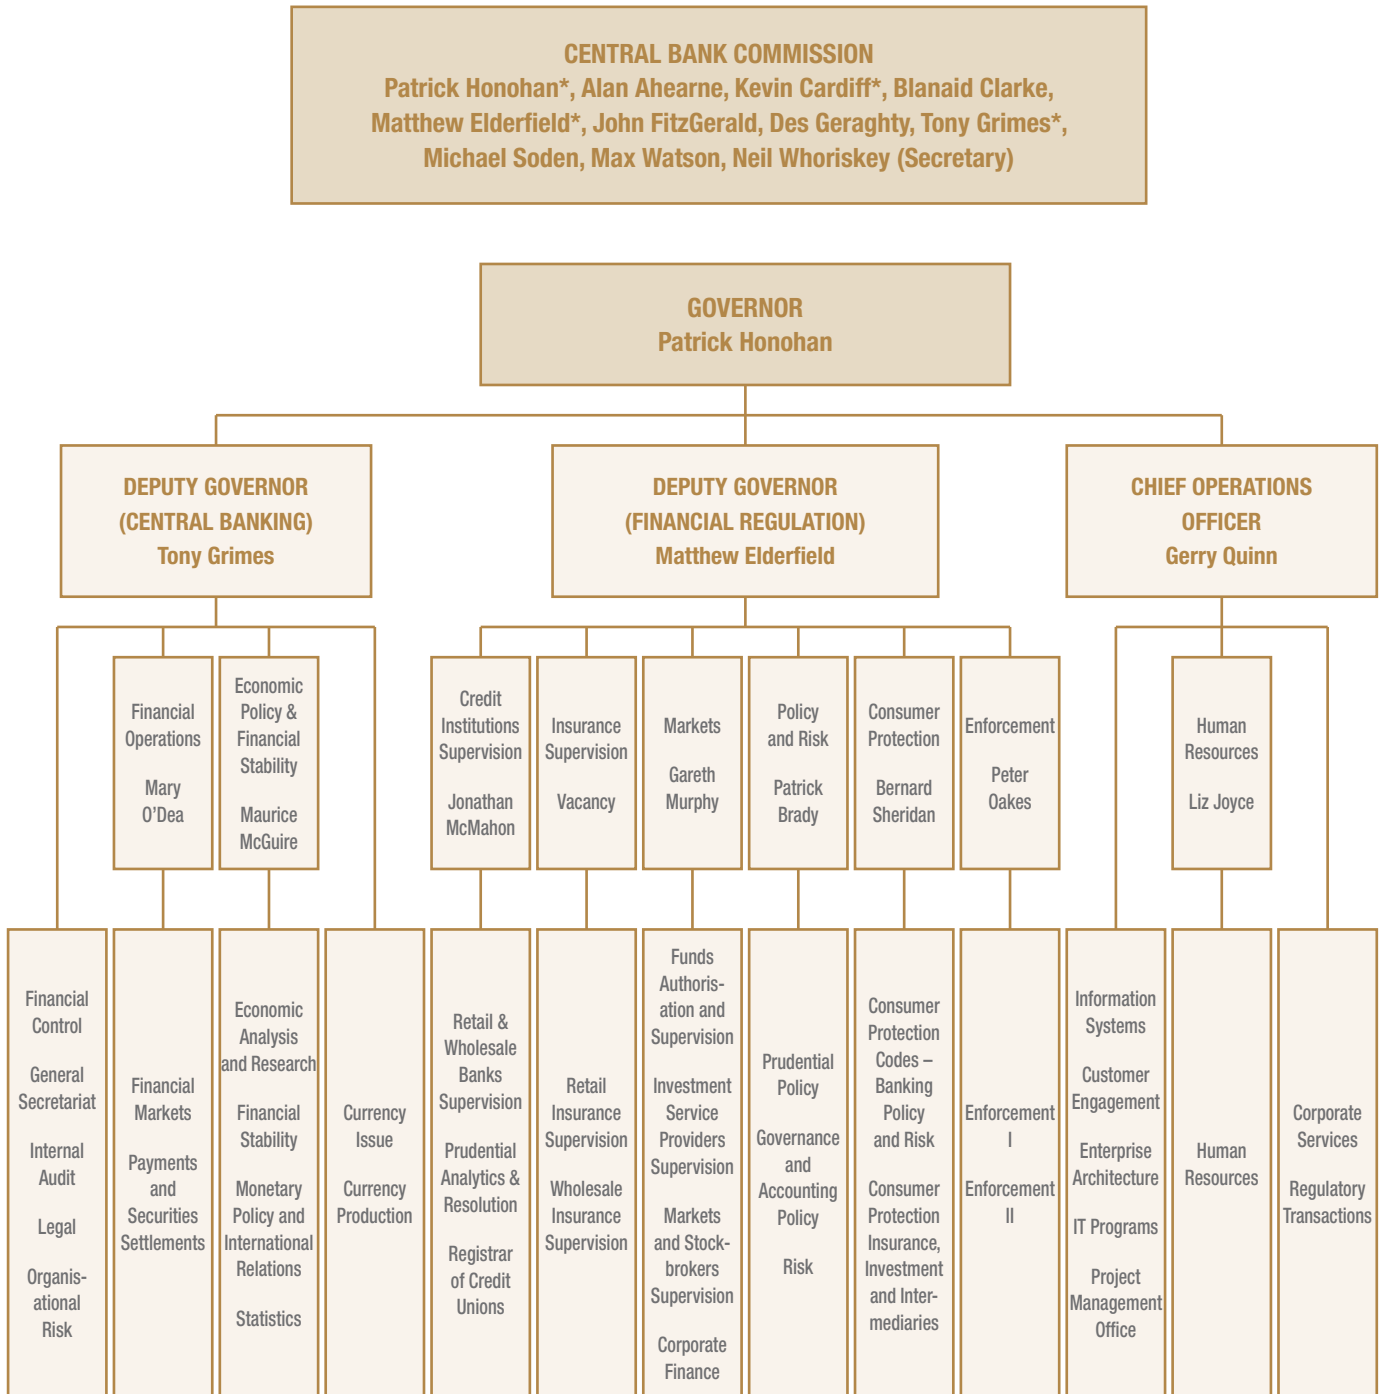 CENTRAL BANK COMMISSION
Patrick Honohan*, Alan Ahearne, Kevin Cardiff*, Blanaid Clarke,
Matthew Elderfield*, John FitzGerald, Des Geraghty, Tony Grimes*,
Michael Soden, Max Watson, Neil Whoriskey (Secretary)
GOVERNOR
Patrick Honohan
DEPUTY GOVERNOR
(CENTRAL BANKING)
Tony Grimes
DEPUTY GOVERNOR
(FINANCIAL REGULATION)
Matthew Elderfield
CHIEF OPERATIONS
OFFICER
Gerry Quinn
Financial
Operations
Mary
O’Dea
Economic
Policy &
Financial
Stability
Maurice
McGuire
Credit
Institutions
Supervision
Jonathan
McMahon
Insurance
Supervision
Vacancy
Markets
Gareth
Murphy
Policy
and Risk
Patrick
Brady
Consumer
Protection
Bernard
Sheridan
Enforcement
Peter
Oakes
Human
Resources
Liz Joyce
Financial
Control
General
Secretariat
Internal
Audit
Legal
Organis-
ational
Risk
Financial
Markets
Payments
and
Securities
Settlements
Economic
Analysis
and Research
Financial
Stability
Monetary
Policy and
International
Relations
Statistics
Currency
Issue
Currency
Production
Retail &
Wholesale
Banks
Supervision
Prudential
Analytics &
Resolution
Registrar
of Credit
Unions
Retail
Insurance
Supervision
Wholesale
Insurance
Supervision
Funds
Authoris-
ation and
Supervision
Investment
Service
Providers
Supervision
Markets
and Stock-
brokers
Supervision
Corporate
Finance
Prudential
Policy
Governance
and
Accounting
Policy
Risk
Consumer
Protection
Codes –
Banking
Policy
and Risk
Consumer
Protection
Insurance,
Investment
and Inter-
mediaries
Enforcement
I
Enforcement
II
Information
Systems
Customer
Engagement
Enterprise
Architecture
IT Programs
Project
Management
Office
Human
Resources
Corporate
Services
Regulatory
Transactions